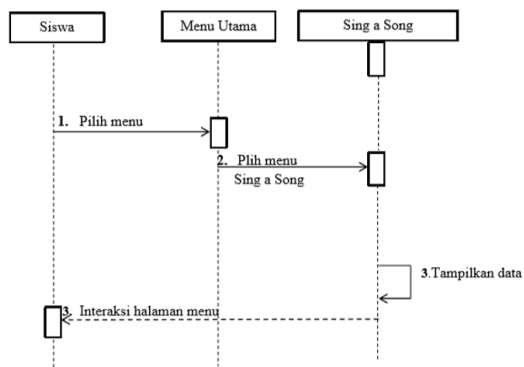 Siswa
Menu Utama
Sing a Song
1. Pilih menu
2. Plih menu
Sing a Song
3.Tampilkan data
3. Interaksi halaman menu